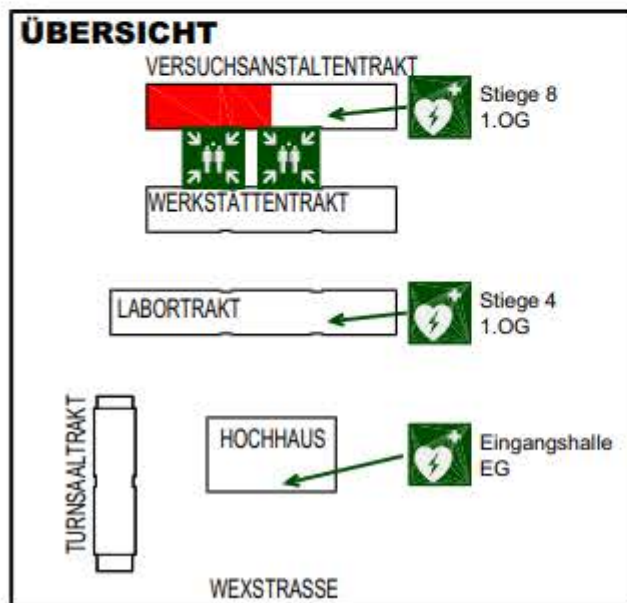 ÜBERSICHT
VERSUCHSANSTALTENTRAKT
Stiege 8
1.OG
WERKSTÄTTENTRAKT
LABORTRAKT
Stiege 4
1.OG
TURNSAALTRAKT
HOCHHAUS
Eingangshalle
EG
WEXSTRASSE